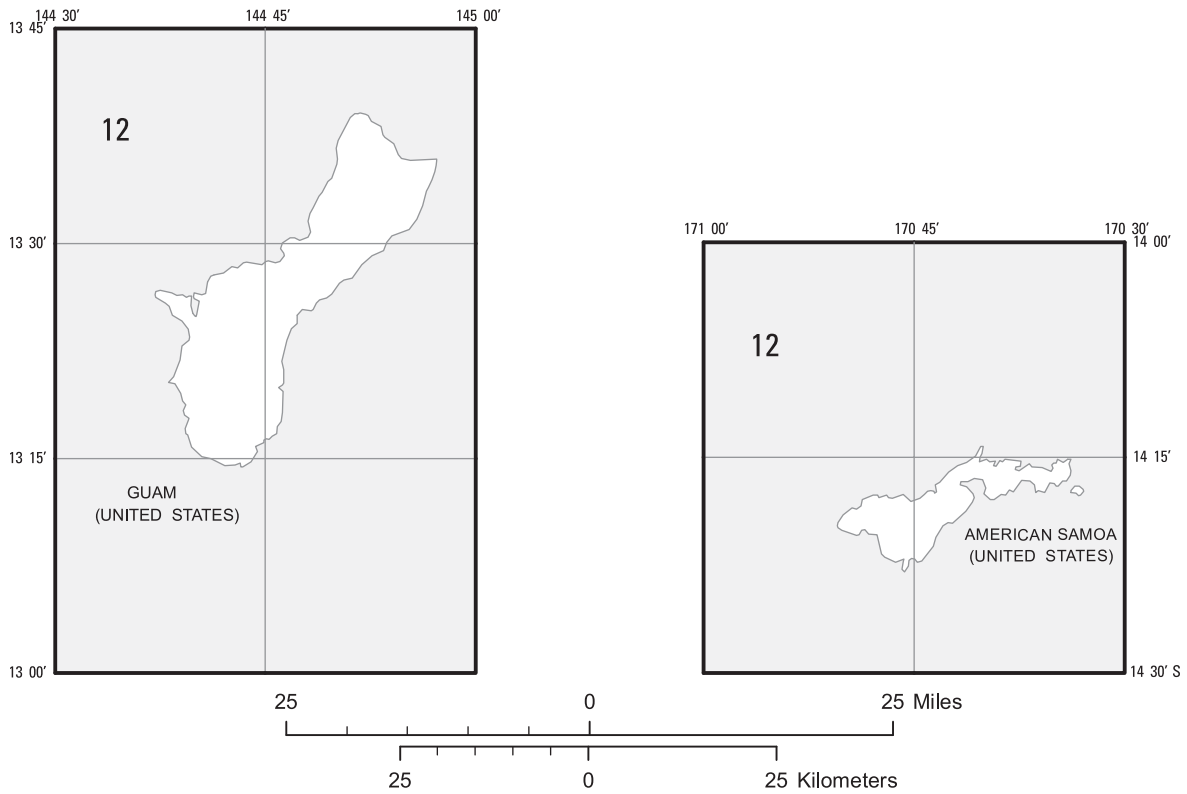 144 30′ 144 45′ 145 00′
13 45′
12
13 30′
13 15′
GUAM
(UNITED STATES)
13 00′
171 00′ 170 45′ 170 30′
14 00′
12
14 15′
AMERICAN SAMOA
(UNITED STATES)
14 30′ S
25 0 25 Miles
25 0 25 Kilometers